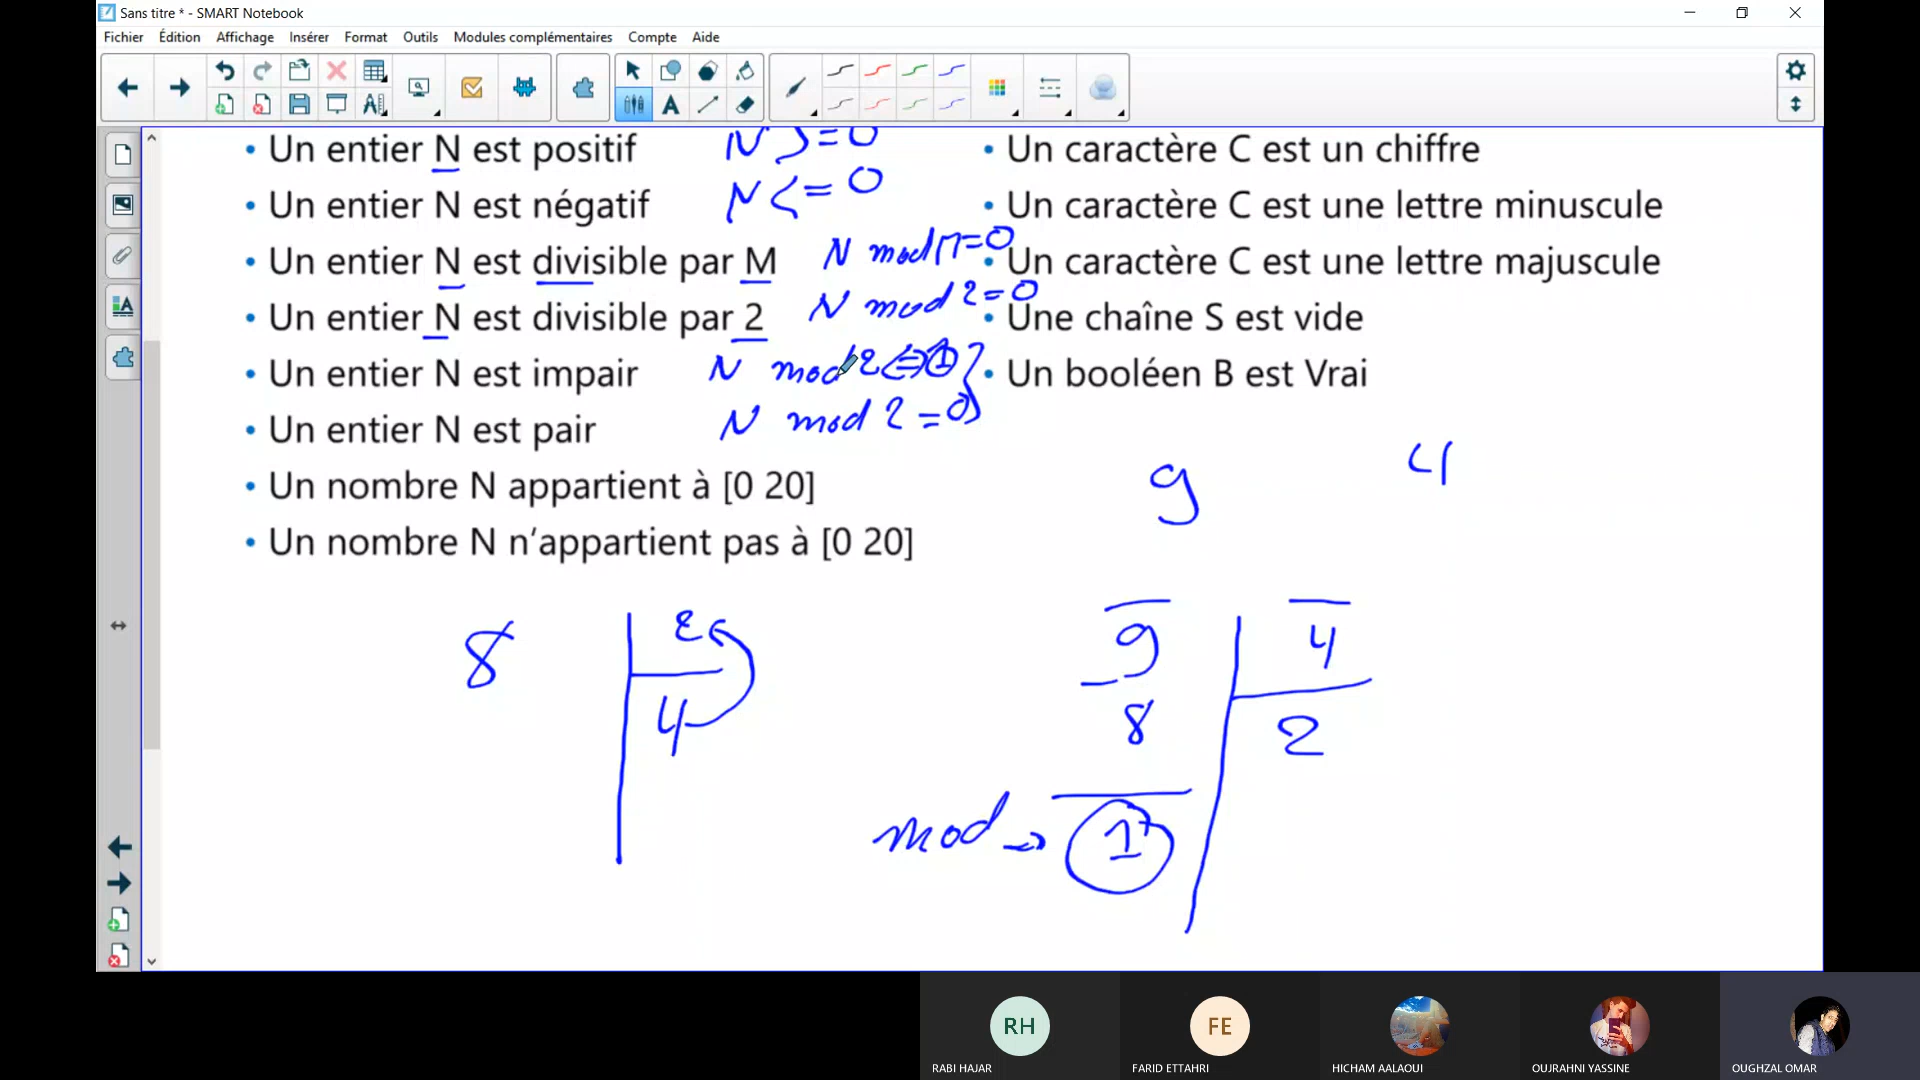 Sans titre * - SMART Notebook
Fichier Édition Affichage Insérer Format Outils Modules complémentaires Compte Aide
• Un entier N est positif N >= 0
• Un entier N est négatif N <= 0
• Un entier N est divisible par M N mod M = 0
• Un entier N est divisible par 2 N mod 2 = 0
• Un entier N est impair N mod 2 = 1
• Un entier N est pair N mod 2 = 0
• Un nombre N appartient à [0 20]
• Un nombre N n’appartient pas à [0 20]
• Un caractère C est un chiffre
• Un caractère C est une lettre minuscule
• Un caractère C est une lettre majuscule
• Une chaîne S est vide
• Un booléen B est Vrai
9 4
8 2
4
9 4
8 2
mod → 1
RH FE
RABI HAJAR FARID ETTAHRI HICHAM AALAOUI OUJRAHNI YASSINE OUGHZAL OMAR